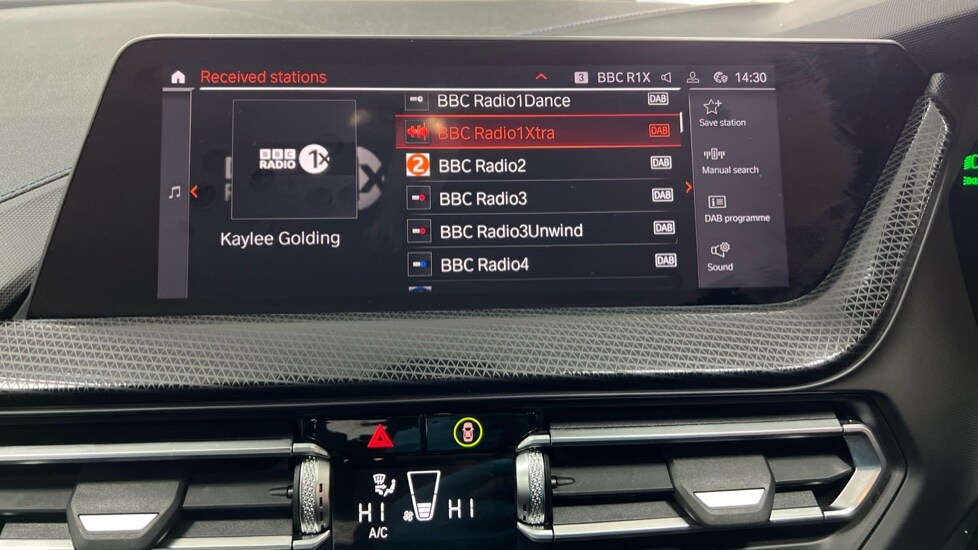 Received stations
3 BBC R1X 14:30
BBC Radio1Dance DAB
BBC Radio1Xtra DAB
2 BBC Radio2 DAB
BBC Radio3 DAB
BBC Radio3Unwind DAB
BBC Radio4 DAB
BBC
RADIO 1X
Kaylee Golding
Save station
Manual search
DAB programme
Sound
HI HI
A/C